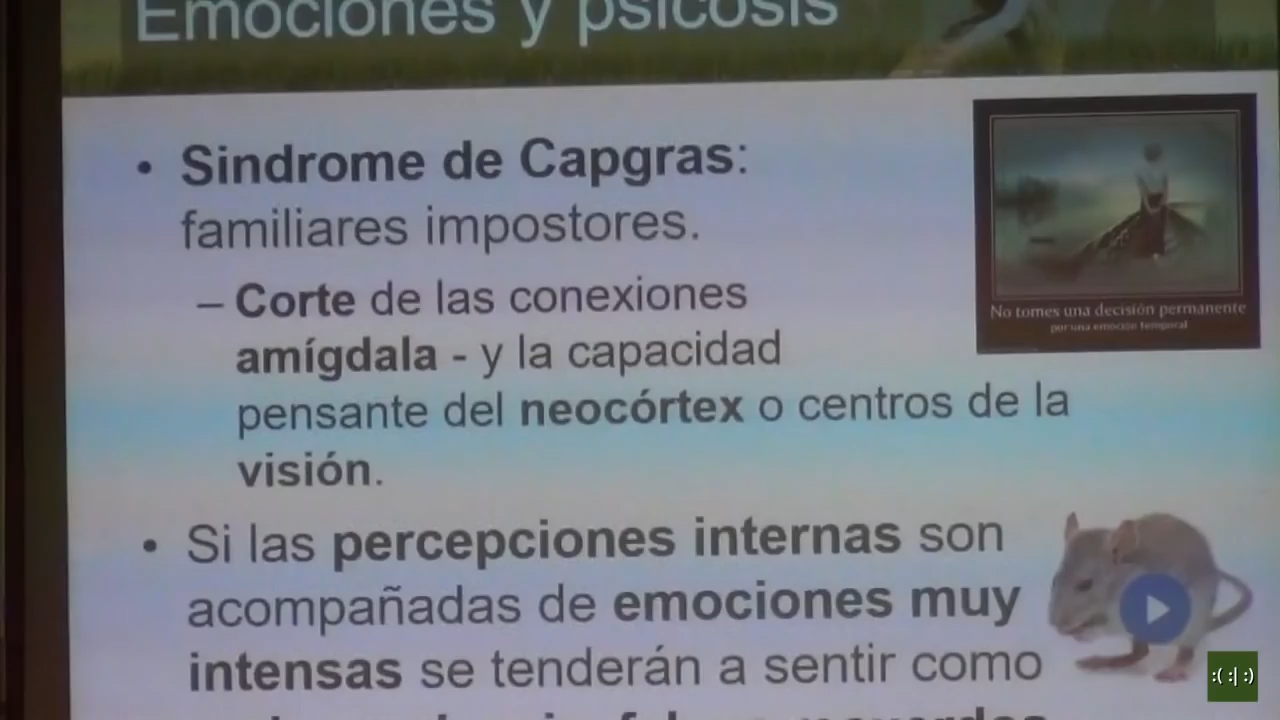 Emociones y psicosis
• Sindrome de Capgras:
familiares impostores.
– Corte de las conexiones
amígdala - y la capacidad
pensante del neocórtex o centros de la
visión.
No tomes una decisión permanente
por una emoción temporal
• Si las percepciones internas son
acompañadas de emociones muy
intensas se tenderán a sentir como
:( :| :)